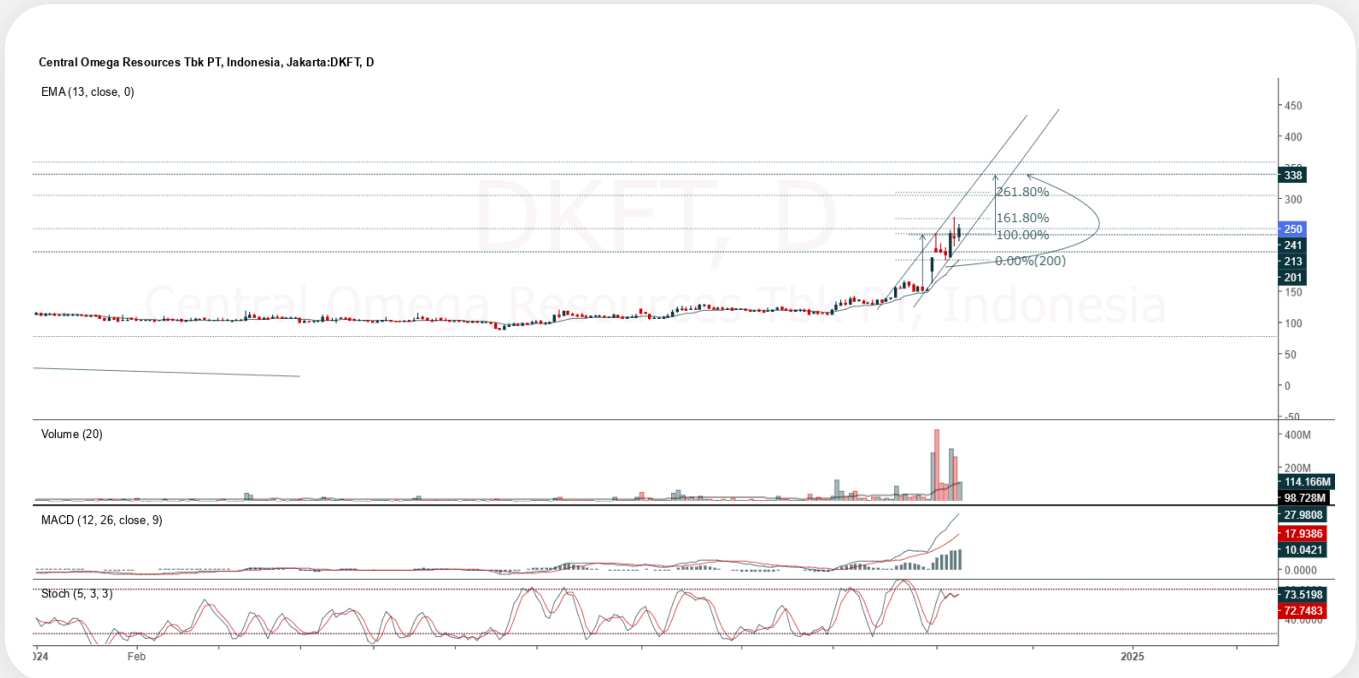 Central Omega Resources Tbk PT, Indonesia, Jakarta:DKFT, D
EMA (13, close, 0)
DKFT, D
Central Omega Resources Tbk PT, Indonesia
261.80%
161.80%
100.00%
0.00%(200)
450
400
350
338
300
250
241
213
201
150
100
50
0
-50
Volume (20)
400M
200M
114.166M
98.728M
MACD (12, 26, close, 9)
27.9808
17.9386
10.0421
0.0000
Stoch (5, 3, 3)
73.5198
72.7483
40.0000
2024
Feb
2025